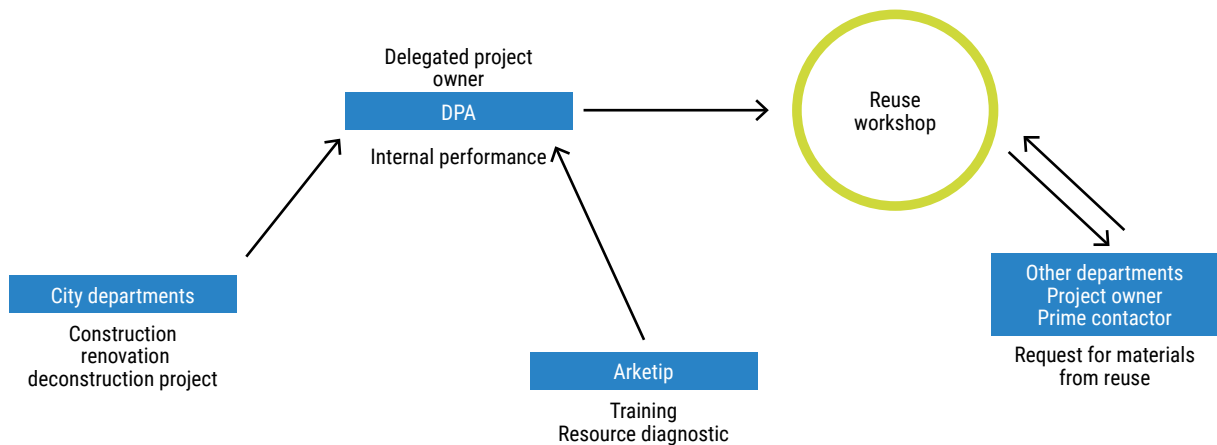 Delegated project
owner
DPA
Internal performance
Reuse
workshop
City departments
Construction
renovation
deconstruction project
Arketip
Training
Resource diagnostic
Other departments
Project owner
Prime contactor
Request for materials
from reuse